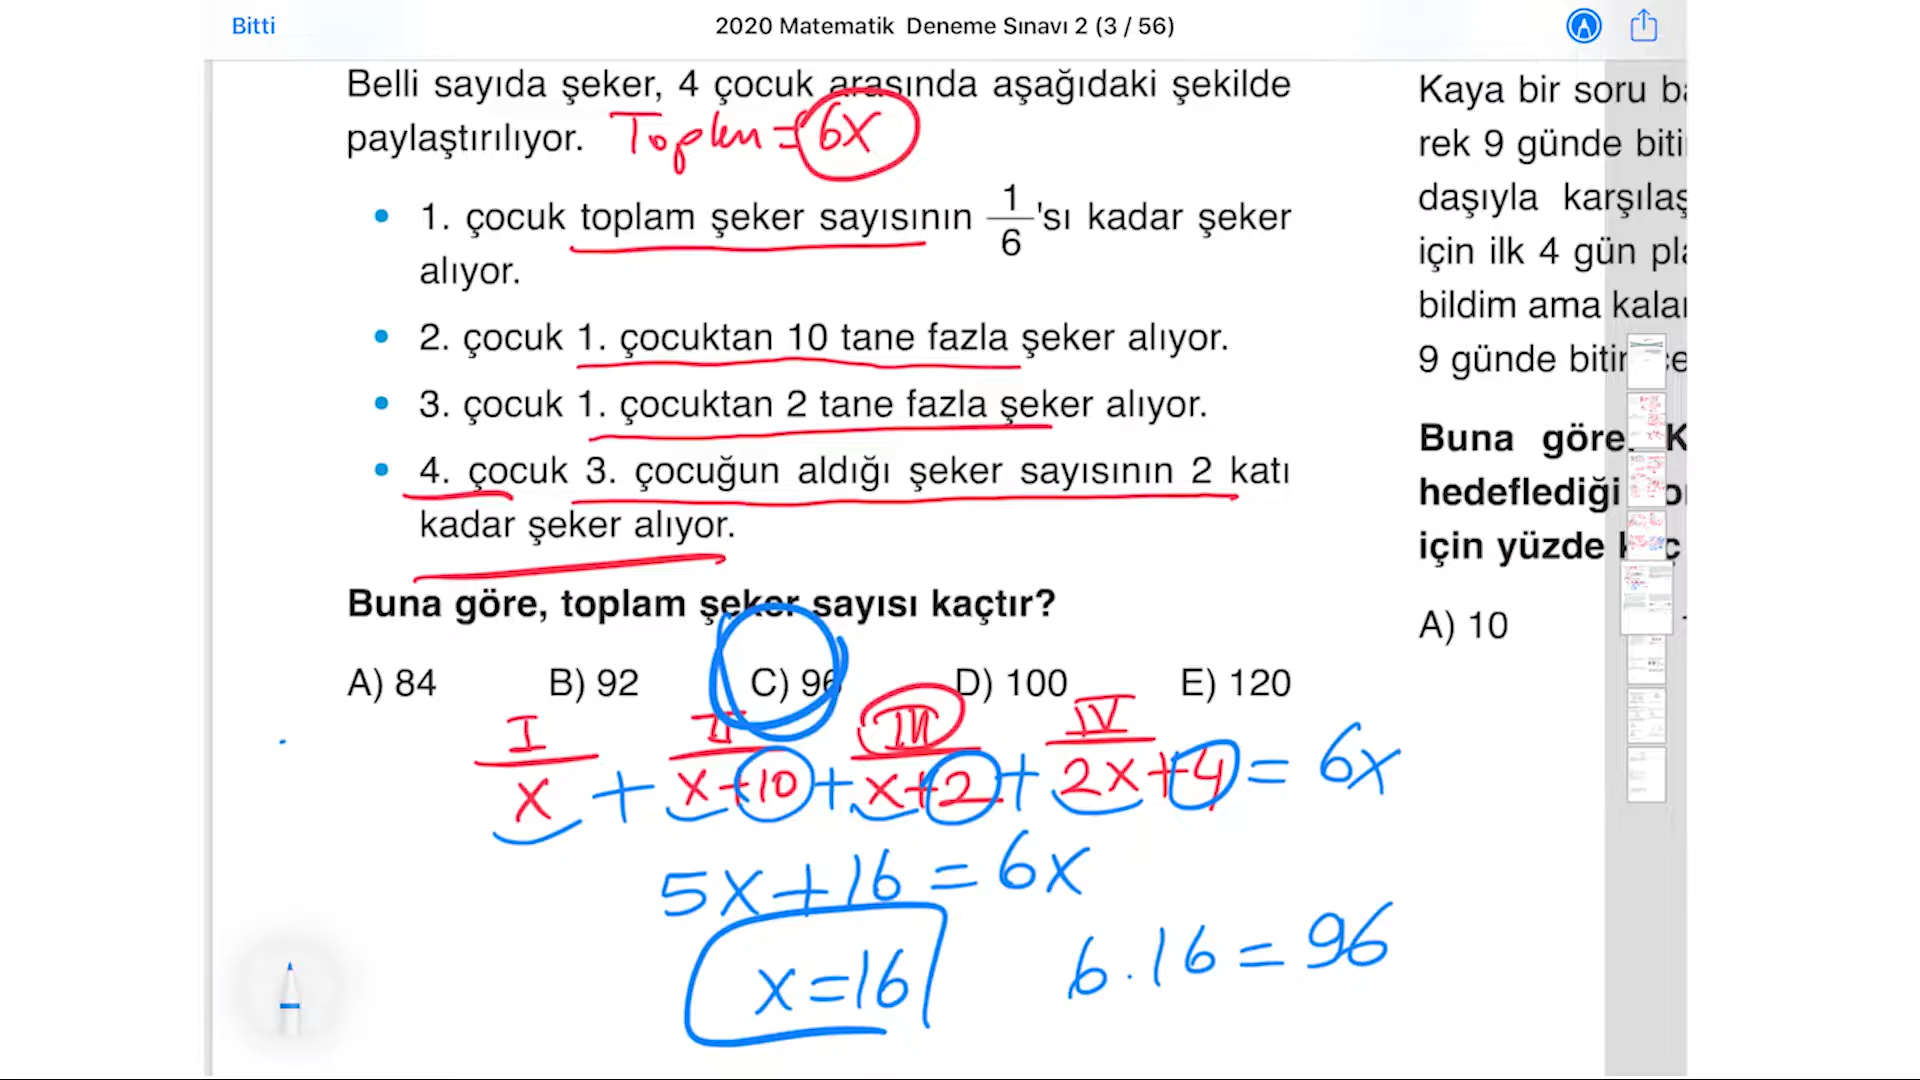 Bitti
2020 Matematik Deneme Sınavı 2 (3 / 56)
Belli sayıda şeker, 4 çocuk arasında aşağıdaki şekilde
paylaştırılıyor. Toplam = 6x
• 1. çocuk toplam şeker sayısının 1/6 'sı kadar şeker
alıyor.
• 2. çocuk 1. çocuktan 10 tane fazla şeker alıyor.
• 3. çocuk 1. çocuktan 2 tane fazla şeker alıyor.
• 4. çocuk 3. çocuğun aldığı şeker sayısının 2 katı
kadar şeker alıyor.
Buna göre, toplam şeker sayısı kaçtır?
A) 84 B) 92 C) 96 D) 100 E) 120
I II III IV
x + x+10 + x+2 + 2x+4 = 6x
5x+16 = 6x
x=16 6.16=96
Kaya bir soru
rek 9 günde
daşıyla
için ilk 4 gün
bildim ama
9 günde
Buna göre,
hedeflediği
için yüzde
A) 10